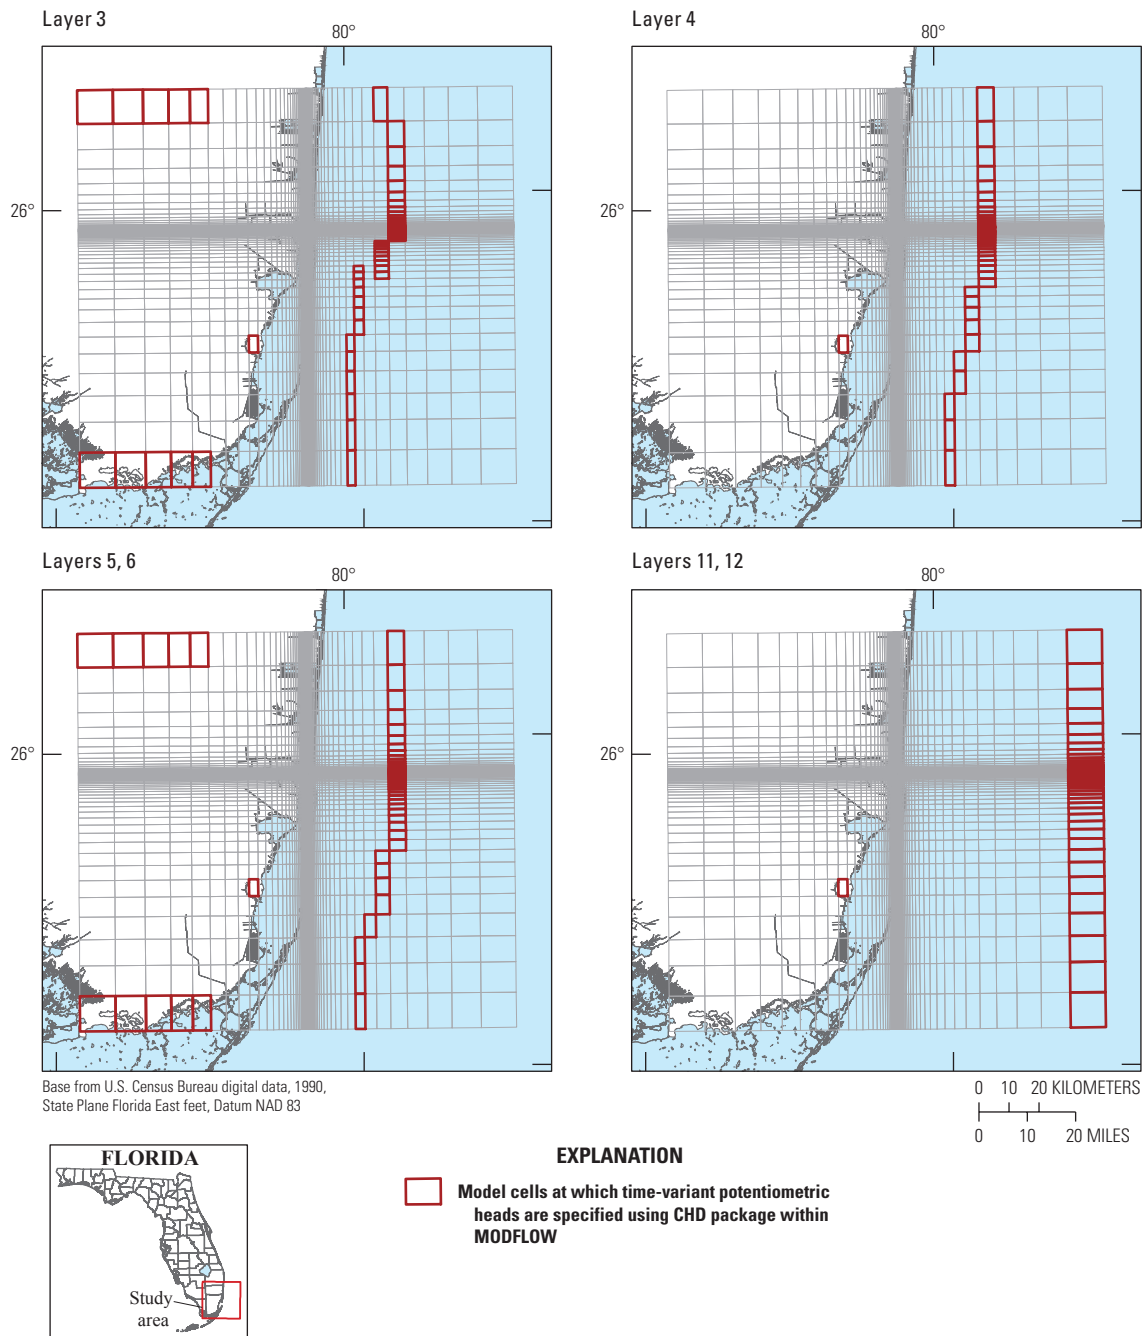 Layer 3
Layer 4
80°
80°
26°
26°
Layers 5, 6
Layers 11, 12
80°
80°
26°
26°
Base from U.S. Census Bureau digital data, 1990,
State Plane Florida East feet, Datum NAD 83
0 10 20 KILOMETERS
0 10 20 MILES
FLORIDA
Study
area
EXPLANATION
Model cells at which time-variant potentiometric
heads are specified using CHD package within
MODFLOW